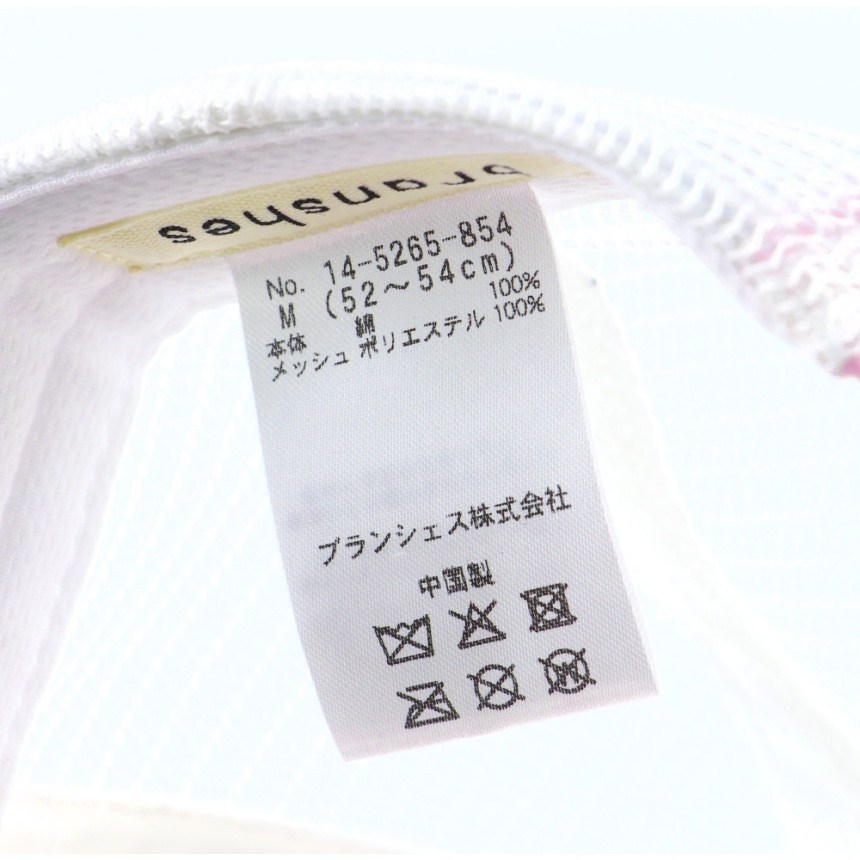 branshes
No. 14-5265-854
M (52～54cm)
本体 綿 100%
メッシュ ポリエステル 100%
ブランシェス株式会社
中国製